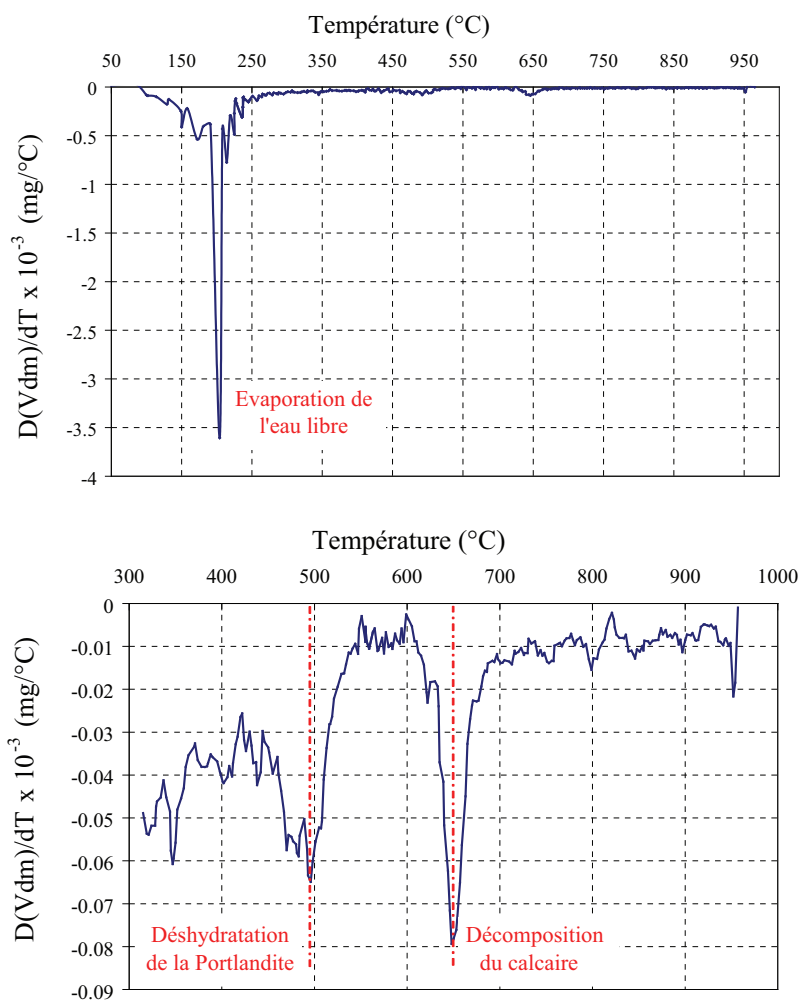 Température (°C)
50 150 250 350 450 550 650 750 850 950
0
-0.5
-1
-1.5
-2
-2.5
-3
-3.5
-4
D(Vdm)/dT x 10⁻³ (mg/°C)
Evaporation de
l'eau libre
Température (°C)
300 400 500 600 700 800 900 1000
0
-0.01
-0.02
-0.03
-0.04
-0.05
-0.06
-0.07
-0.08
-0.09
D(Vdm)/dT x 10⁻³ (mg/°C)
Déshydratation
de la Portlandite
Décomposition
du calcaire